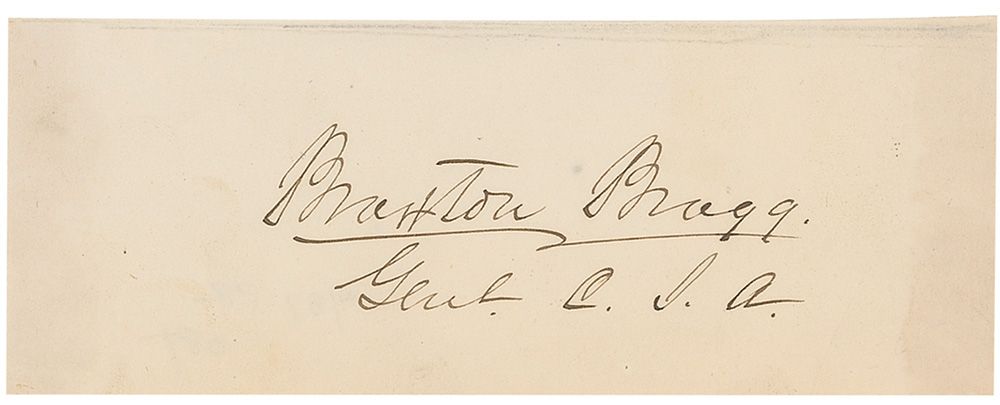 Braxton Bragg.
Genl. C. S. A.